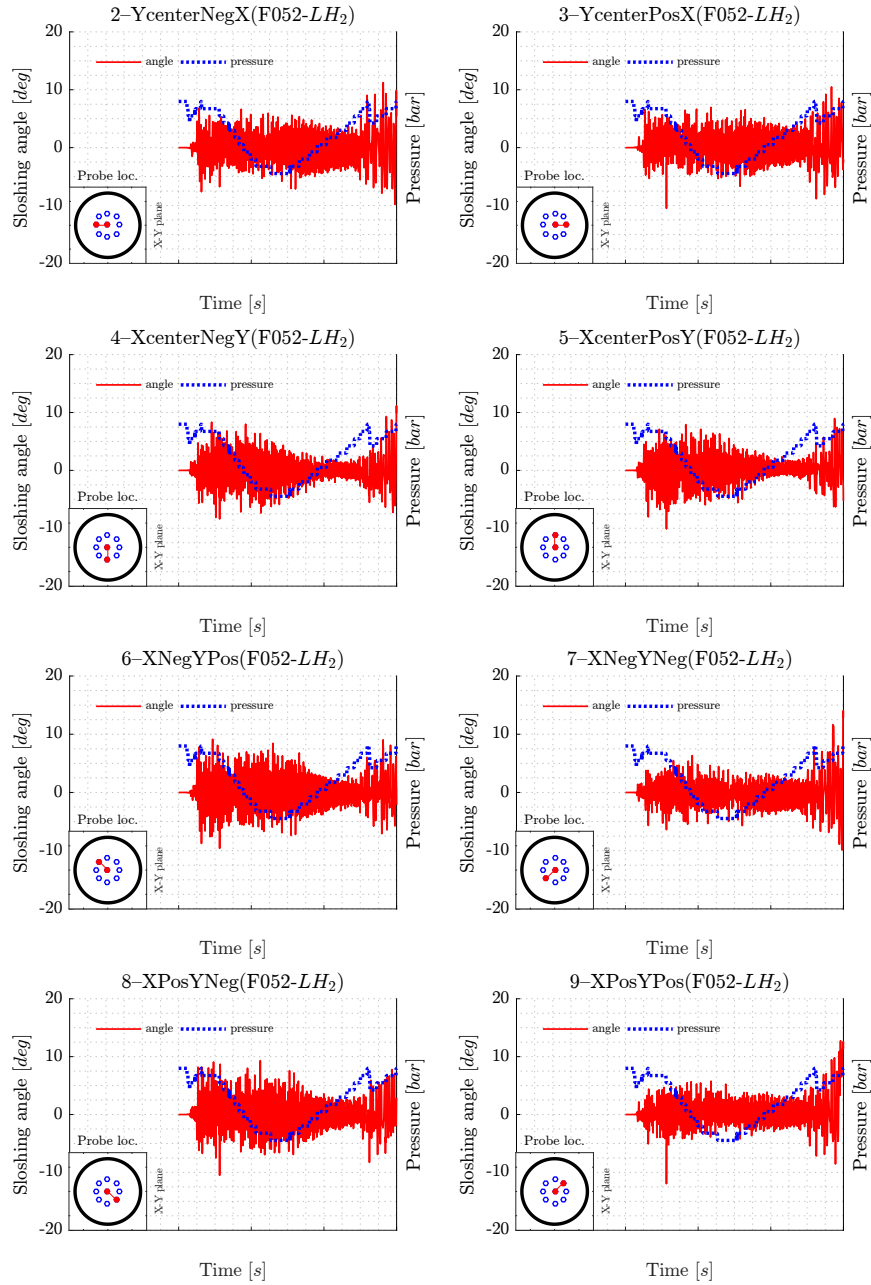 2–YcenterNegX(F052-LH₂)
20
10
0
-10
-20
Sloshing angle [deg]
angle
pressure
Pressure [bar]
Probe loc.
X-Y plane
Time [s]
3–YcenterPosX(F052-LH₂)
20
10
0
-10
-20
Sloshing angle [deg]
angle
pressure
Pressure [bar]
Probe loc.
X-Y plane
Time [s]
4–XcenterNegY(F052-LH₂)
20
10
0
-10
-20
Sloshing angle [deg]
angle
pressure
Pressure [bar]
Probe loc.
X-Y plane
Time [s]
5–XcenterPosY(F052-LH₂)
20
10
0
-10
-20
Sloshing angle [deg]
angle
pressure
Pressure [bar]
Probe loc.
X-Y plane
Time [s]
6–XNegYPos(F052-LH₂)
20
10
0
-10
-20
Sloshing angle [deg]
angle
pressure
Pressure [bar]
Probe loc.
X-Y plane
Time [s]
7–XNegYNeg(F052-LH₂)
20
10
0
-10
-20
Sloshing angle [deg]
angle
pressure
Pressure [bar]
Probe loc.
X-Y plane
Time [s]
8–XPosYNeg(F052-LH₂)
20
10
0
-10
-20
Sloshing angle [deg]
angle
pressure
Pressure [bar]
Probe loc.
X-Y plane
Time [s]
9–XPosYPos(F052-LH₂)
20
10
0
-10
-20
Sloshing angle [deg]
angle
pressure
Pressure [bar]
Probe loc.
X-Y plane
Time [s]